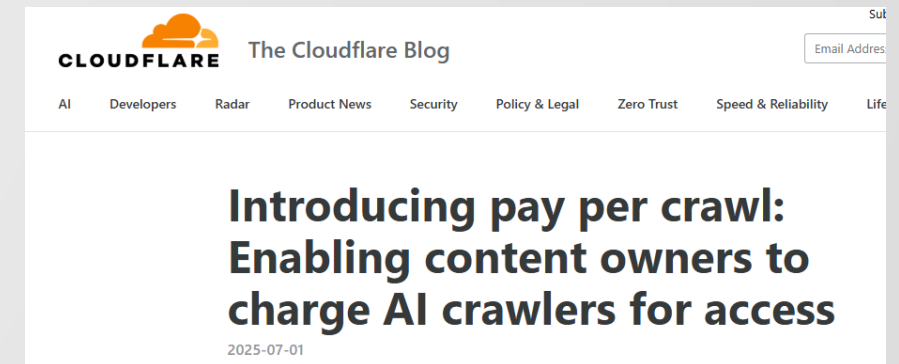 Sub
CLOUDFLARE
The Cloudflare Blog
Email Addres
AI Developers Radar Product News Security Policy & Legal Zero Trust Speed & Reliability Life
Introducing pay per crawl:
Enabling content owners to
charge AI crawlers for access
2025-07-01